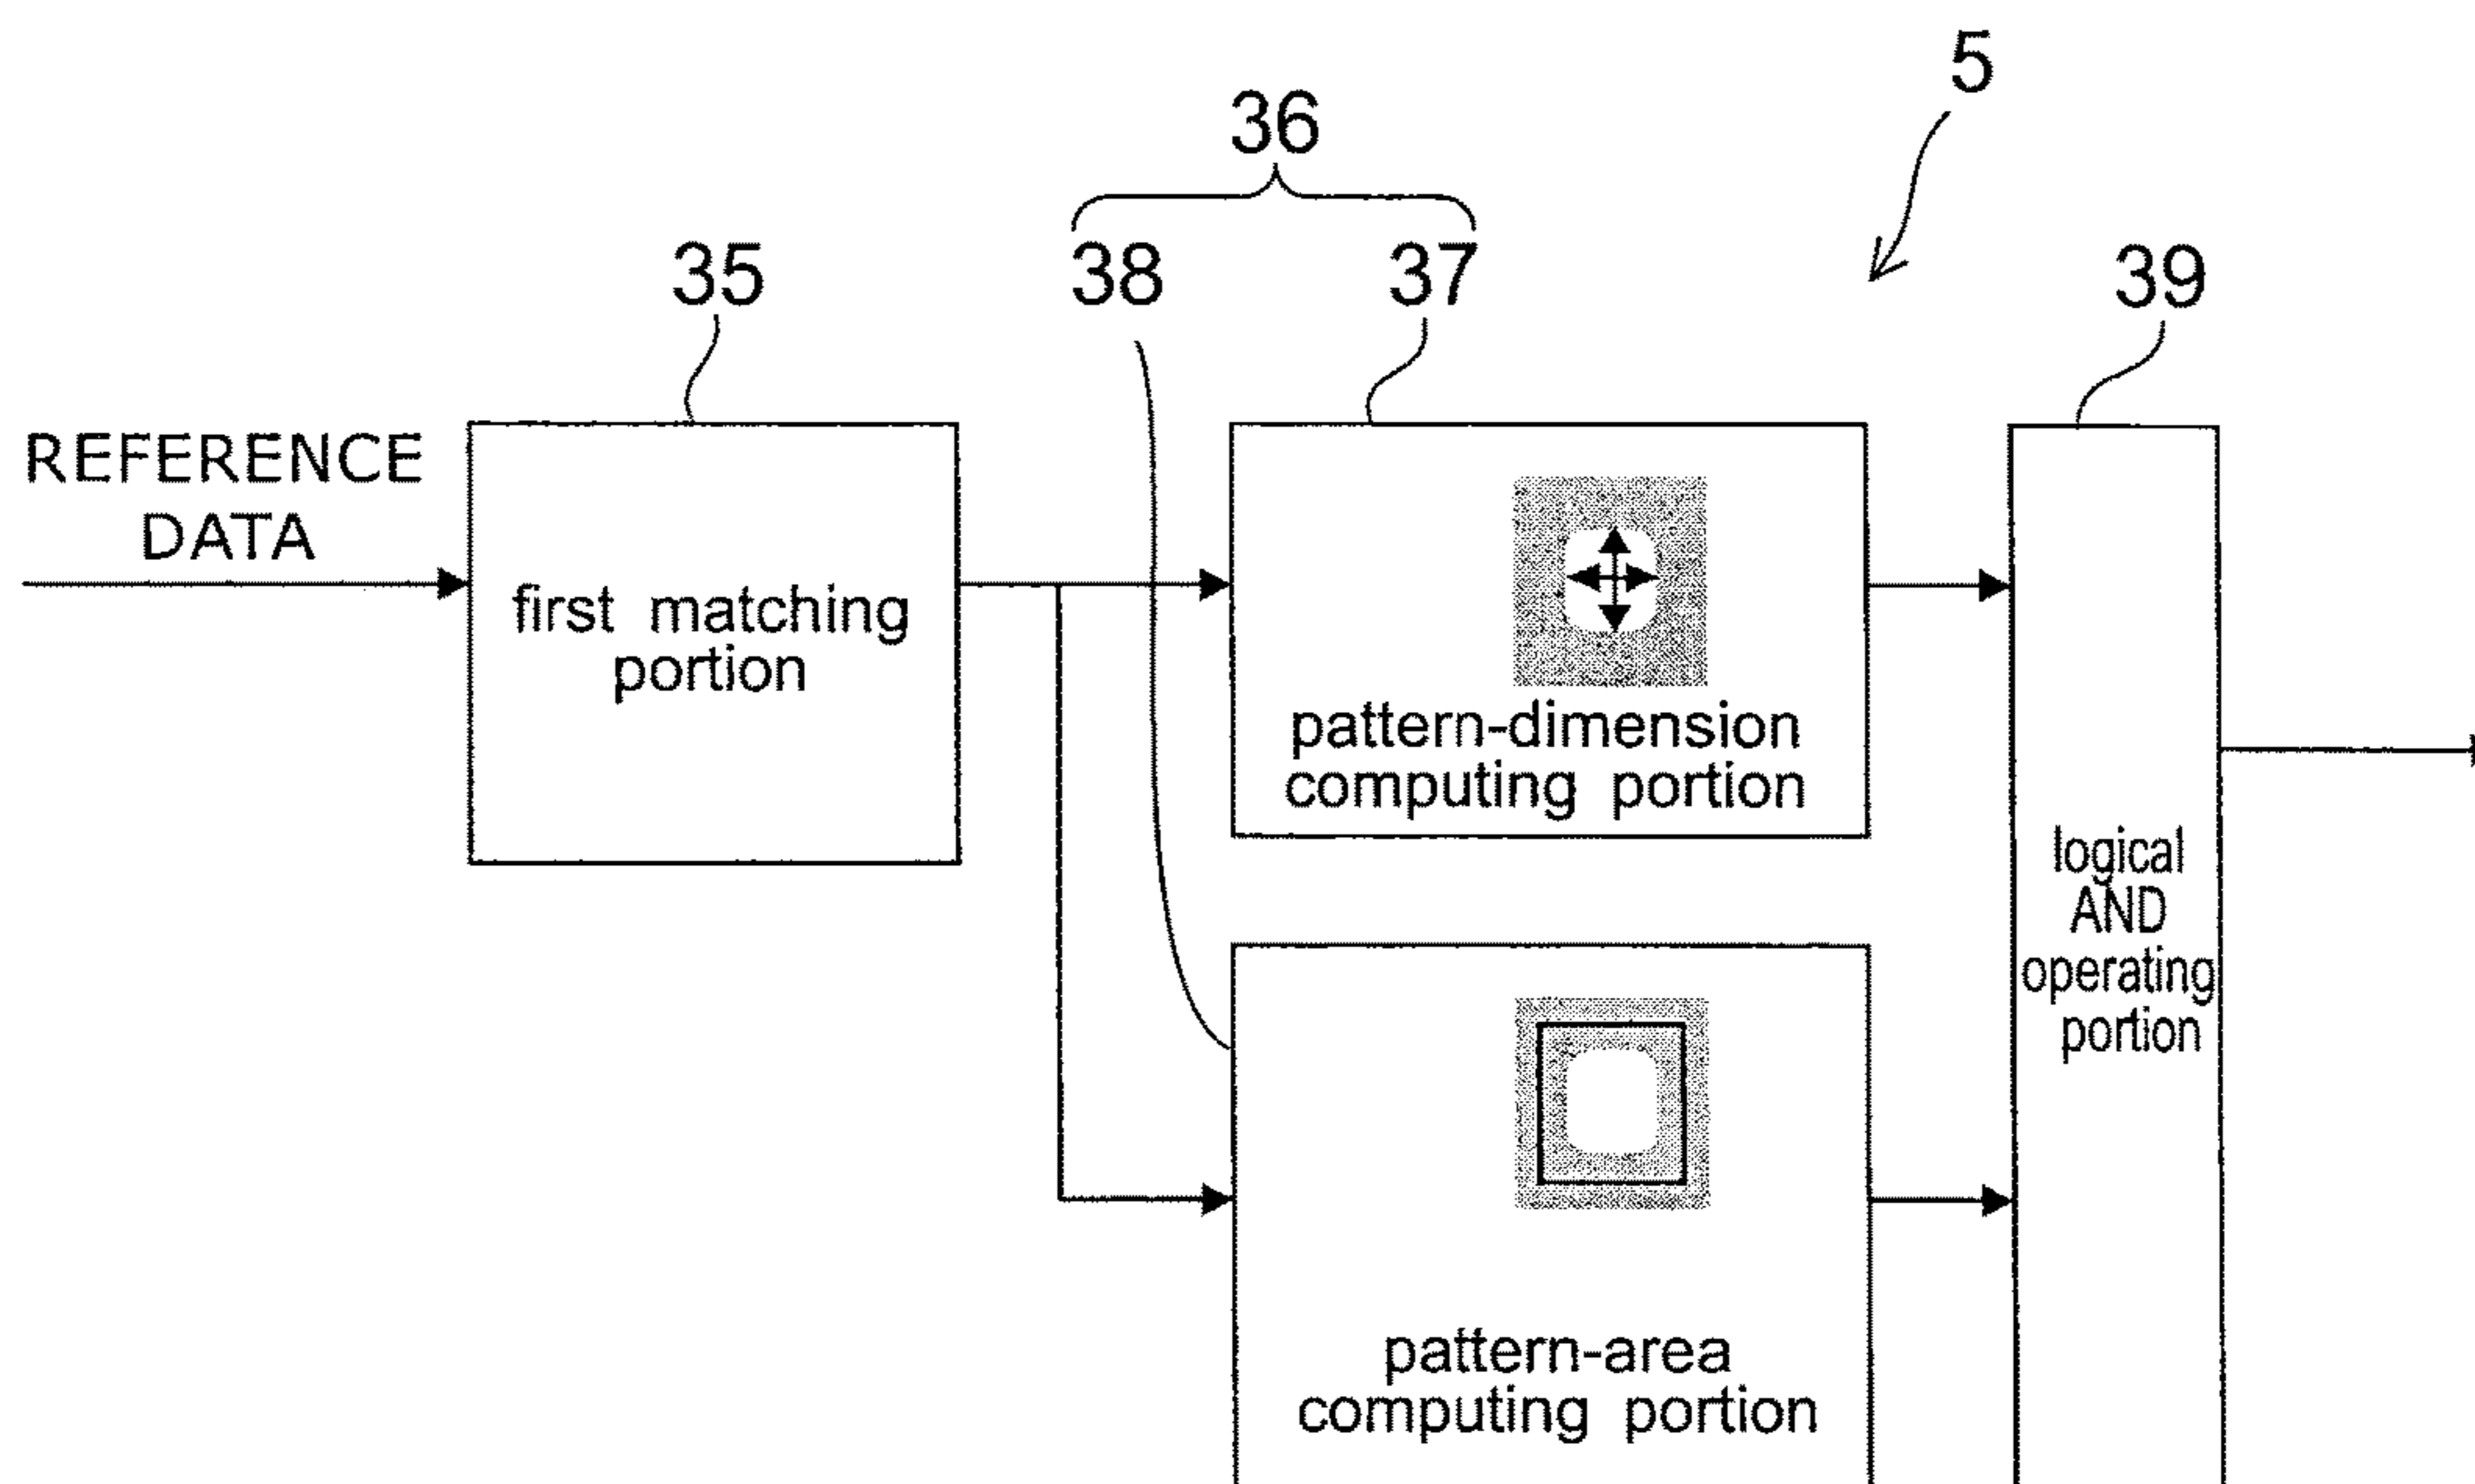 5
36
35
38
37
39
REFERENCE
DATA
first matching
portion
pattern-dimension
computing portion
logical
AND
operating
portion
pattern-area
computing portion